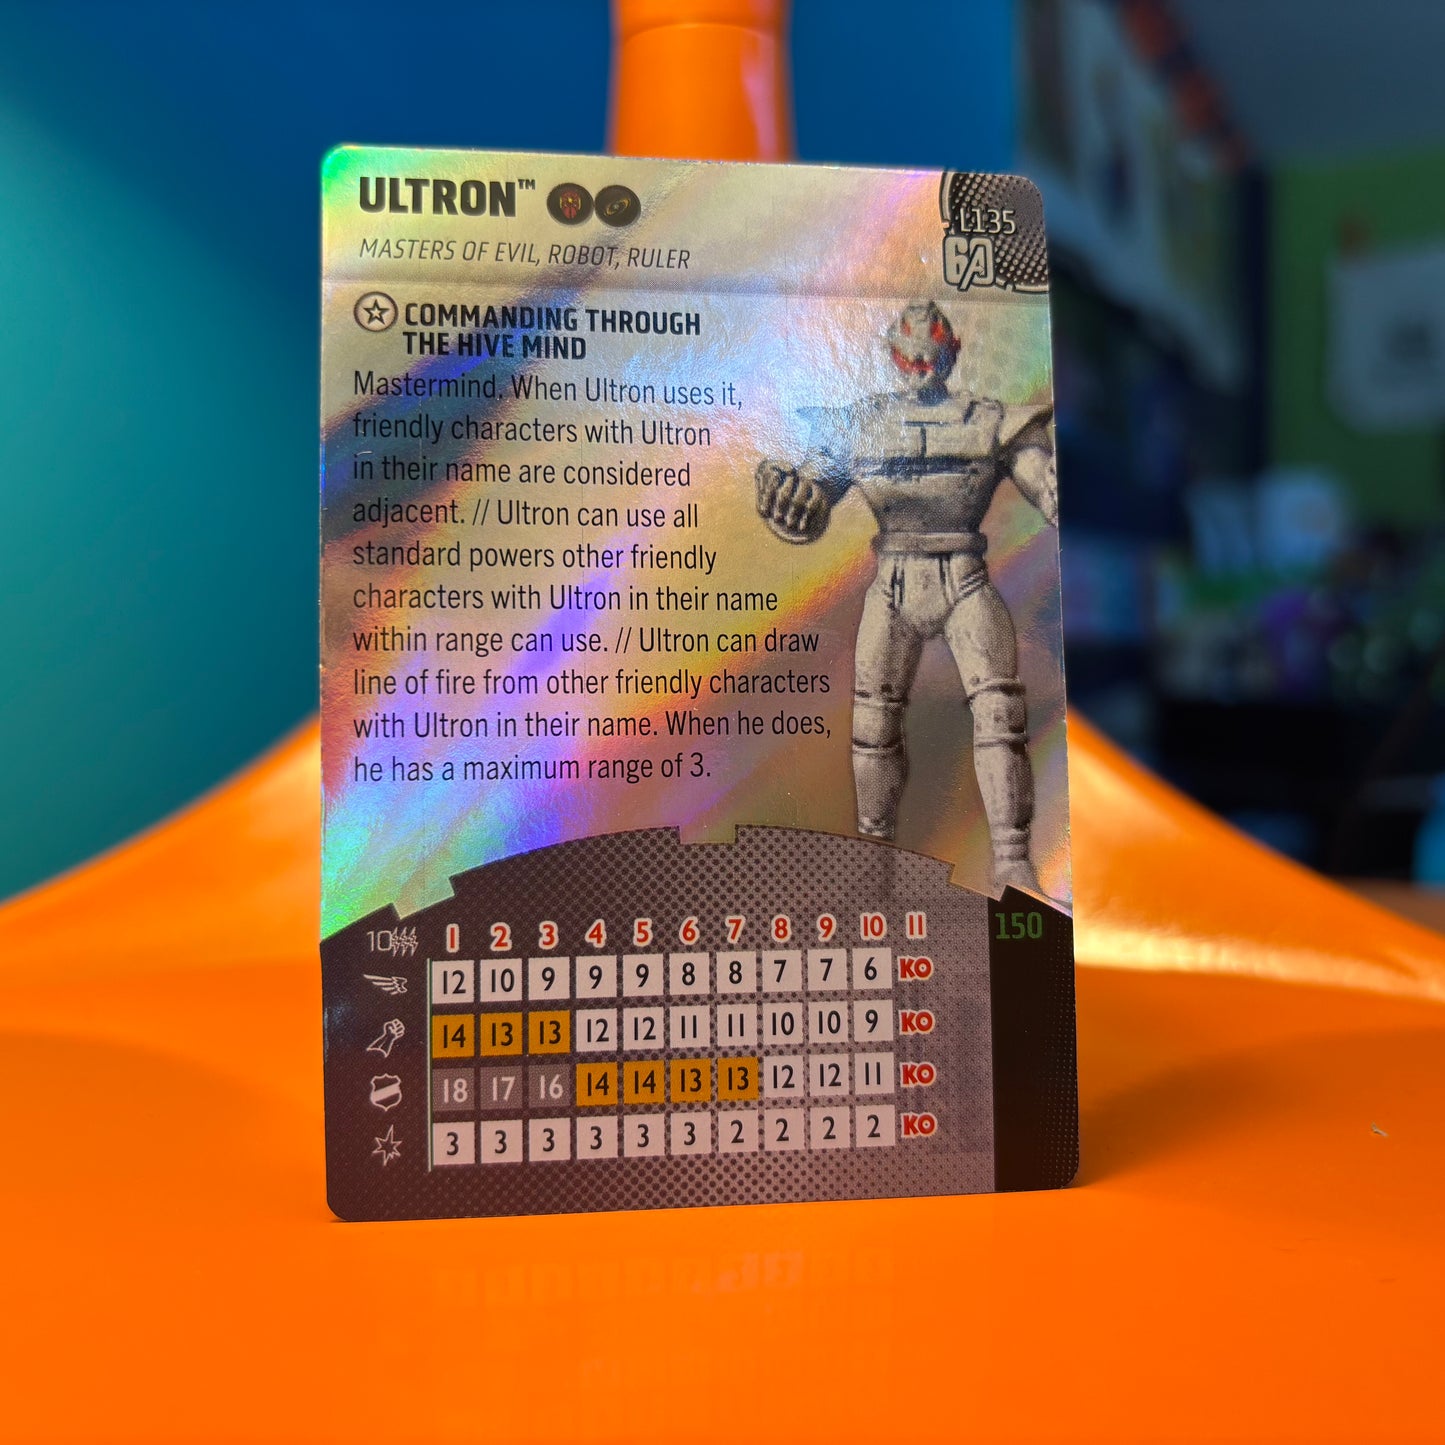 ULTRON™
L135
60
MASTERS OF EVIL, ROBOT, RULER
COMMANDING THROUGH
THE HIVE MIND
Mastermind. When Ultron uses it,
friendly characters with Ultron
in their name are considered
adjacent. // Ultron can use all
standard powers other friendly
characters with Ultron in their name
within range can use. // Ultron can draw
line of fire from other friendly characters
with Ultron in their name. When he does,
he has a maximum range of 3.
10 1 2 3 4 5 6 7 8 9 10 11 150
12 10 9 9 9 8 8 7 7 6 KO
14 13 13 12 12 11 11 10 10 9 KO
18 17 16 14 14 13 13 12 12 11 KO
3 3 3 3 3 3 2 2 2 2 KO